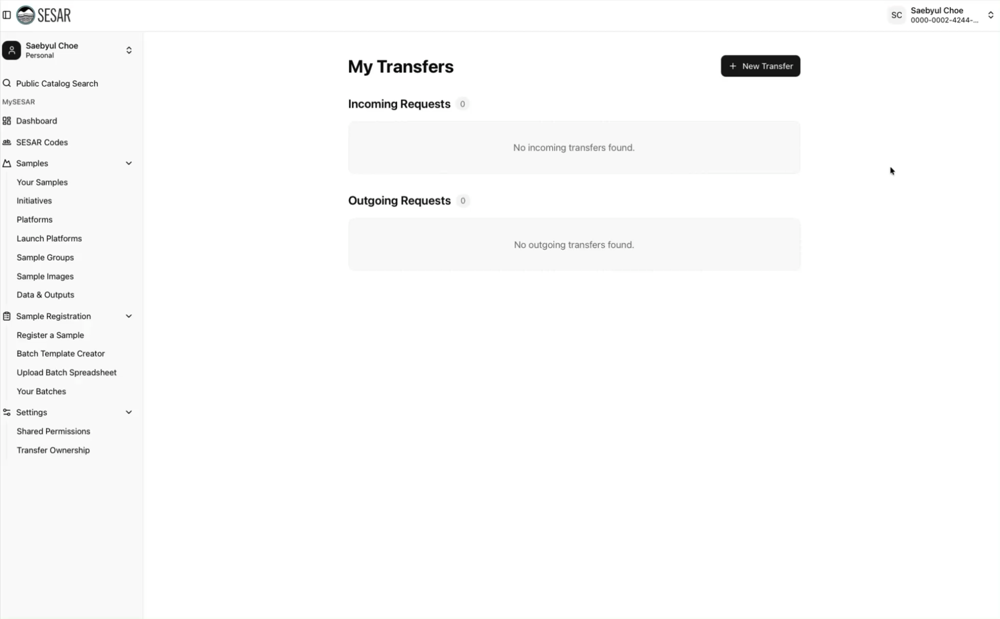 SESAR
SC
Saebyul Choe
0000-0002-4244-...
Saebyul Choe
Personal
Public Catalog Search
MySESAR
Dashboard
SESAR Codes
Samples
Your Samples
Initiatives
Platforms
Launch Platforms
Sample Groups
Sample Images
Data & Outputs
Sample Registration
Register a Sample
Batch Template Creator
Upload Batch Spreadsheet
Your Batches
Settings
Shared Permissions
Transfer Ownership
My Transfers
+ New Transfer
Incoming Requests 0
No incoming transfers found.
Outgoing Requests 0
No outgoing transfers found.